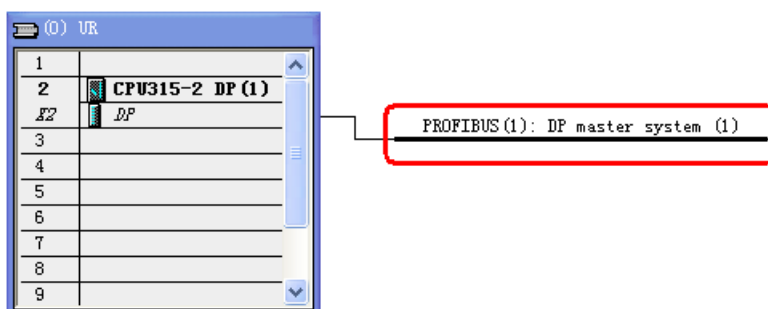 (0) UR
1
2 CPU315-2 DP(1)
X2 DP
3
4
5
6
7
8
9
PROFIBUS(1): DP master system (1)